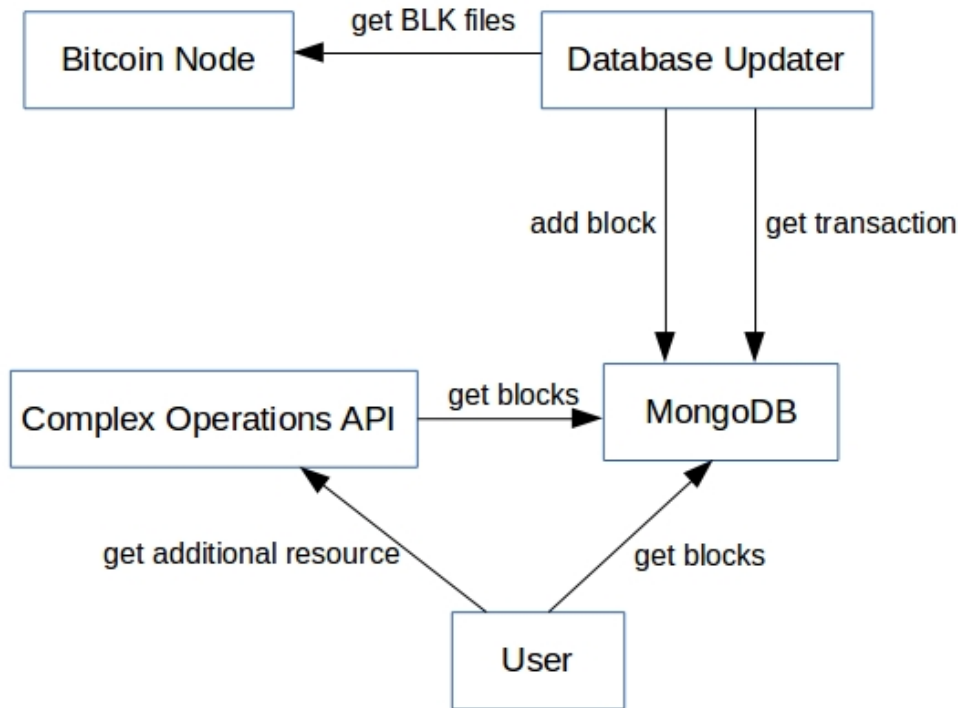 get BLK files
Bitcoin Node
Database Updater
add block
get transaction
Complex Operations API
get blocks
MongoDB
get additional resource
get blocks
User